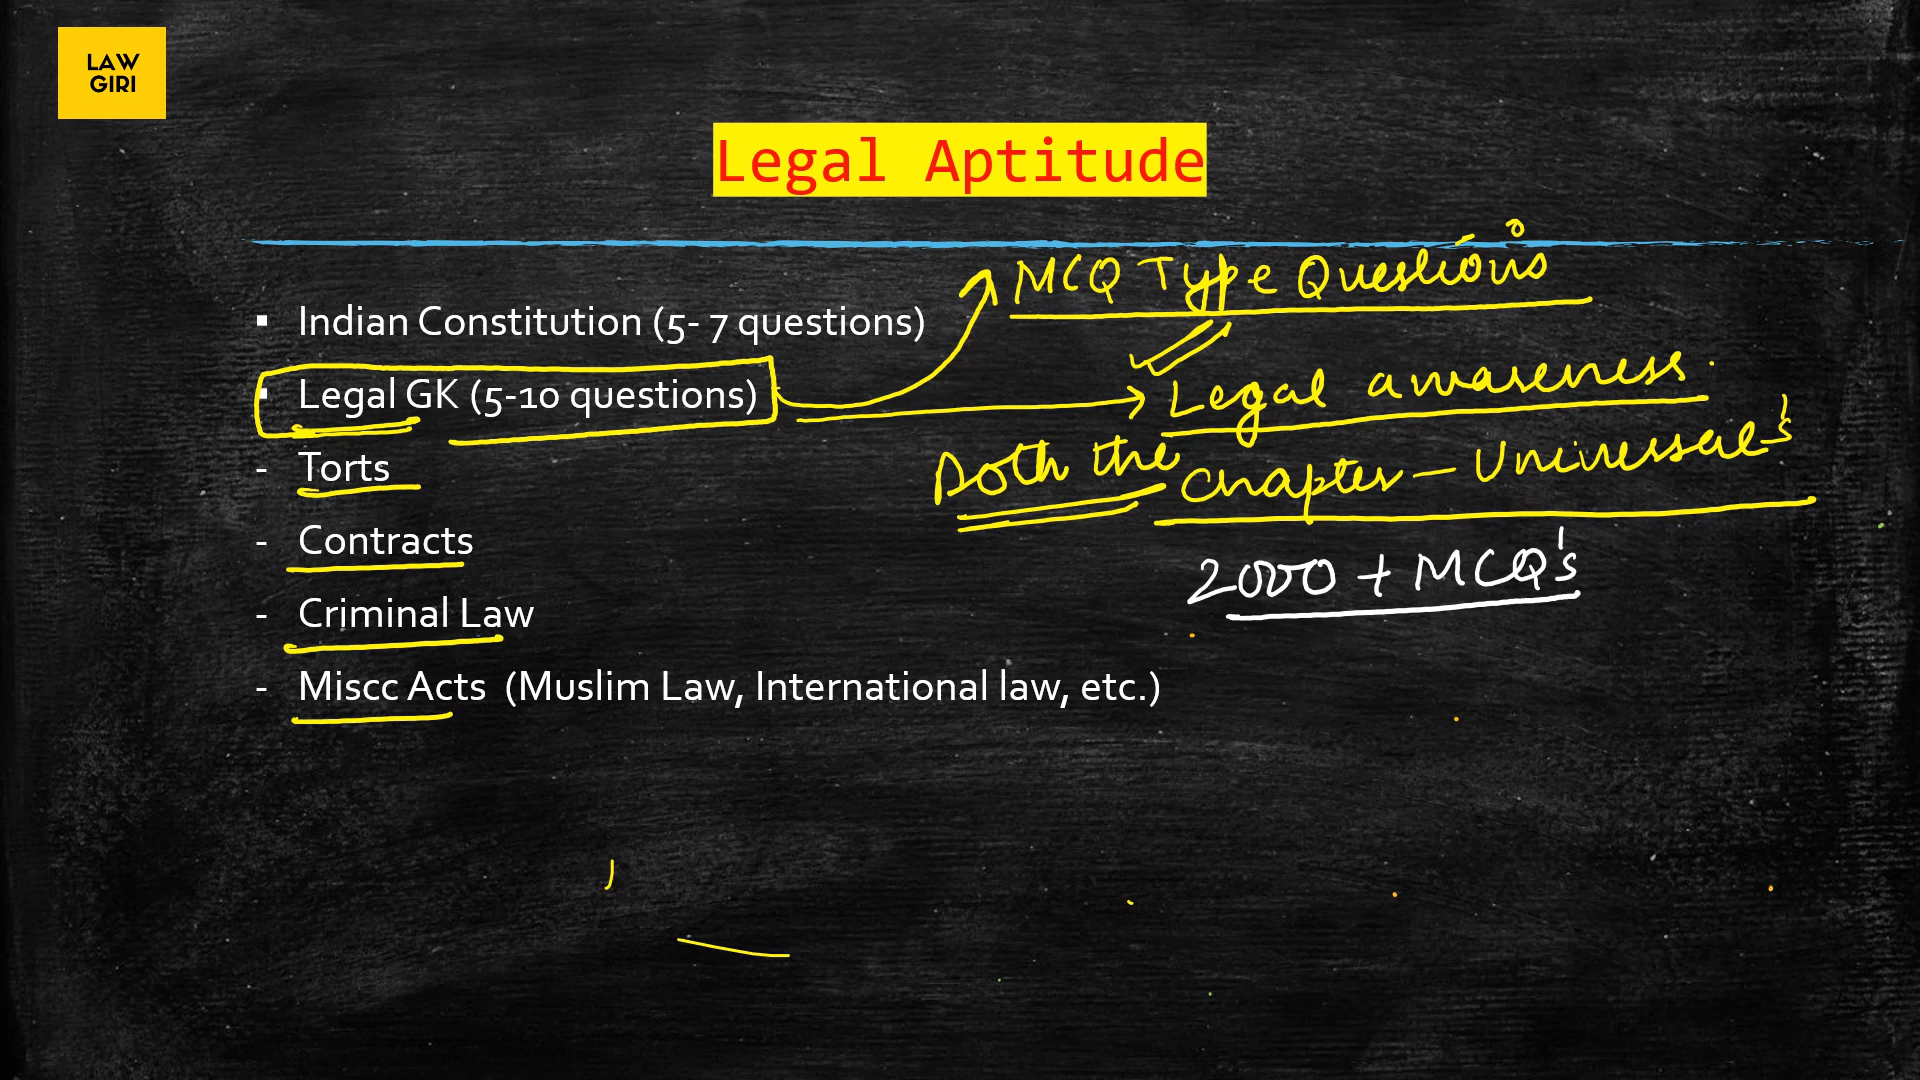 LAW
GIRI
Legal Aptitude
MCQ Type Questions
▪ Indian Constitution (5- 7 questions)
▪ Legal GK (5-10 questions)
Legal awareness.
- Torts
Both the chapter - Universal's
- Contracts
2000 + MCQ's
- Criminal Law
- Miscc Acts (Muslim Law, International law, etc.)